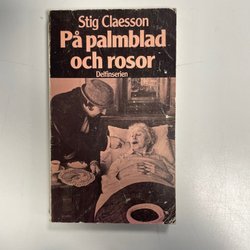 Stig Claesson
På palmblad
och rosor
Delfinserien